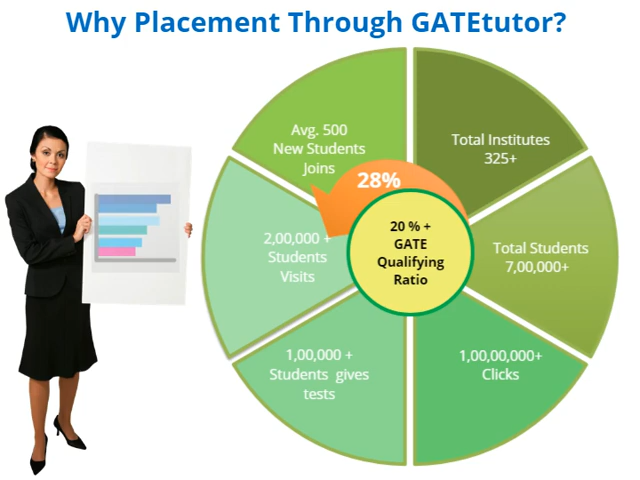 Why Placement Through GATEtutor?
Avg. 500
New Students
Joins
Total Institutes
325+
28%
2,00,000 +
Students
Visits
20 % +
GATE
Qualifying
Ratio
Total Students
7,00,000+
1,00,000 +
Students gives
tests
1,00,00,000+
Clicks